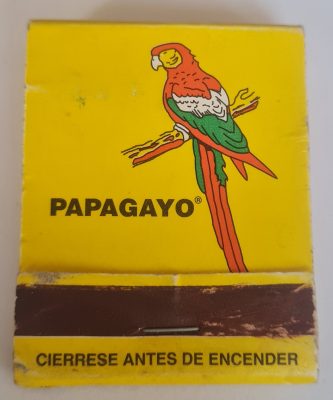 PAPAGAYO®
CIERRESE ANTES DE ENCENDER